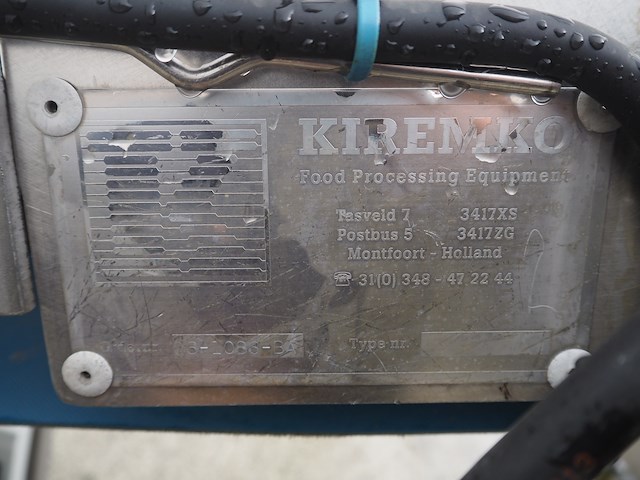 KIREMKO
Food Processing Equipment
Tasveld 7 3417XS
Postbus 5 3417ZG
Montfoort - Holland
☎ 31(0) 348 - 47 22 44
Type nr.